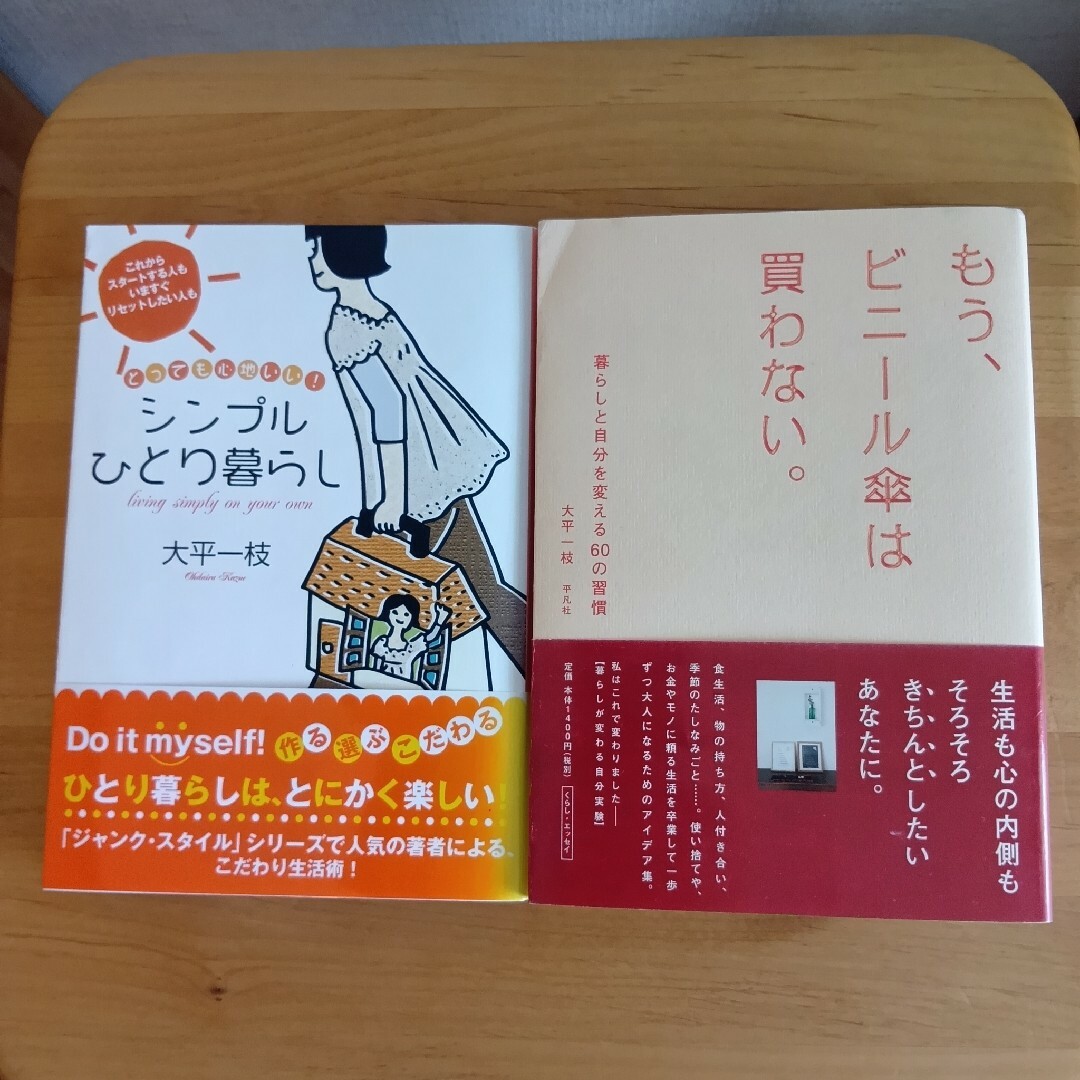 これから
スタートする人も
いますぐ
リセットしたい人も
とっても心地いい!
シンプル
ひとり暮らし
living simply on your own
大平一枝
Ohdaira Kazue
Do it myself! 作る 選ぶ こだわる
ひとり暮らしは、とにかく楽しい!
「ジャンク・スタイル」シリーズで人気の著者による、
こだわり生活術!
もう、
ビニール傘は
買わない。
暮らしと自分を変える60の習慣
大平一枝 平凡社
生活も心の内側も
そろそろ
きちんと、したい
あなたに。
食生活、物の持ち方、人付き合い、
季節のたしなみごと……。使い捨てや、
お金やモノに頼る生活を卒業して一歩
ずつ大人になるためのアイデア集。
私はこれで変わりました——
【暮らしが変わる自分実験】
定価 本体1400円(税別) くらし・エッセイ